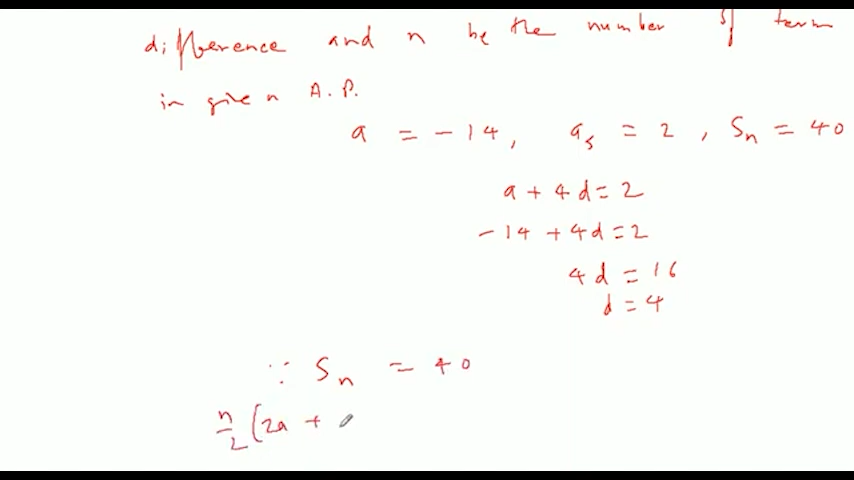 difference and n be the number of term
in given A.P.
a = -14, a₅ = 2, Sₙ = 40
a + 4d = 2
-14 + 4d = 2
4d = 16
d = 4
∵ Sₙ = 40
n/2 (2a +